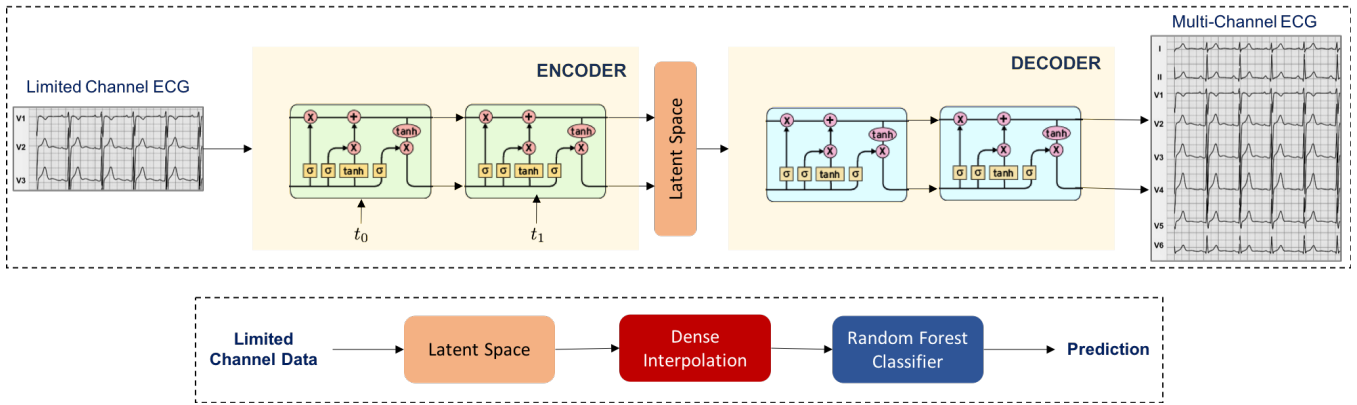 Multi-Channel ECG
Limited Channel ECG
ENCODER
DECODER
V1
V2
V3
x + tanh x x
σ σ tanh σ
t0
x + tanh x x
σ σ tanh σ
t1
Latent Space
x + tanh x x
σ σ tanh σ
x + tanh x x
σ σ tanh σ
I
II
V1
V2
V3
V4
V5
V6
Limited
Channel Data
Latent Space
Dense
Interpolation
Random Forest
Classifier
Prediction